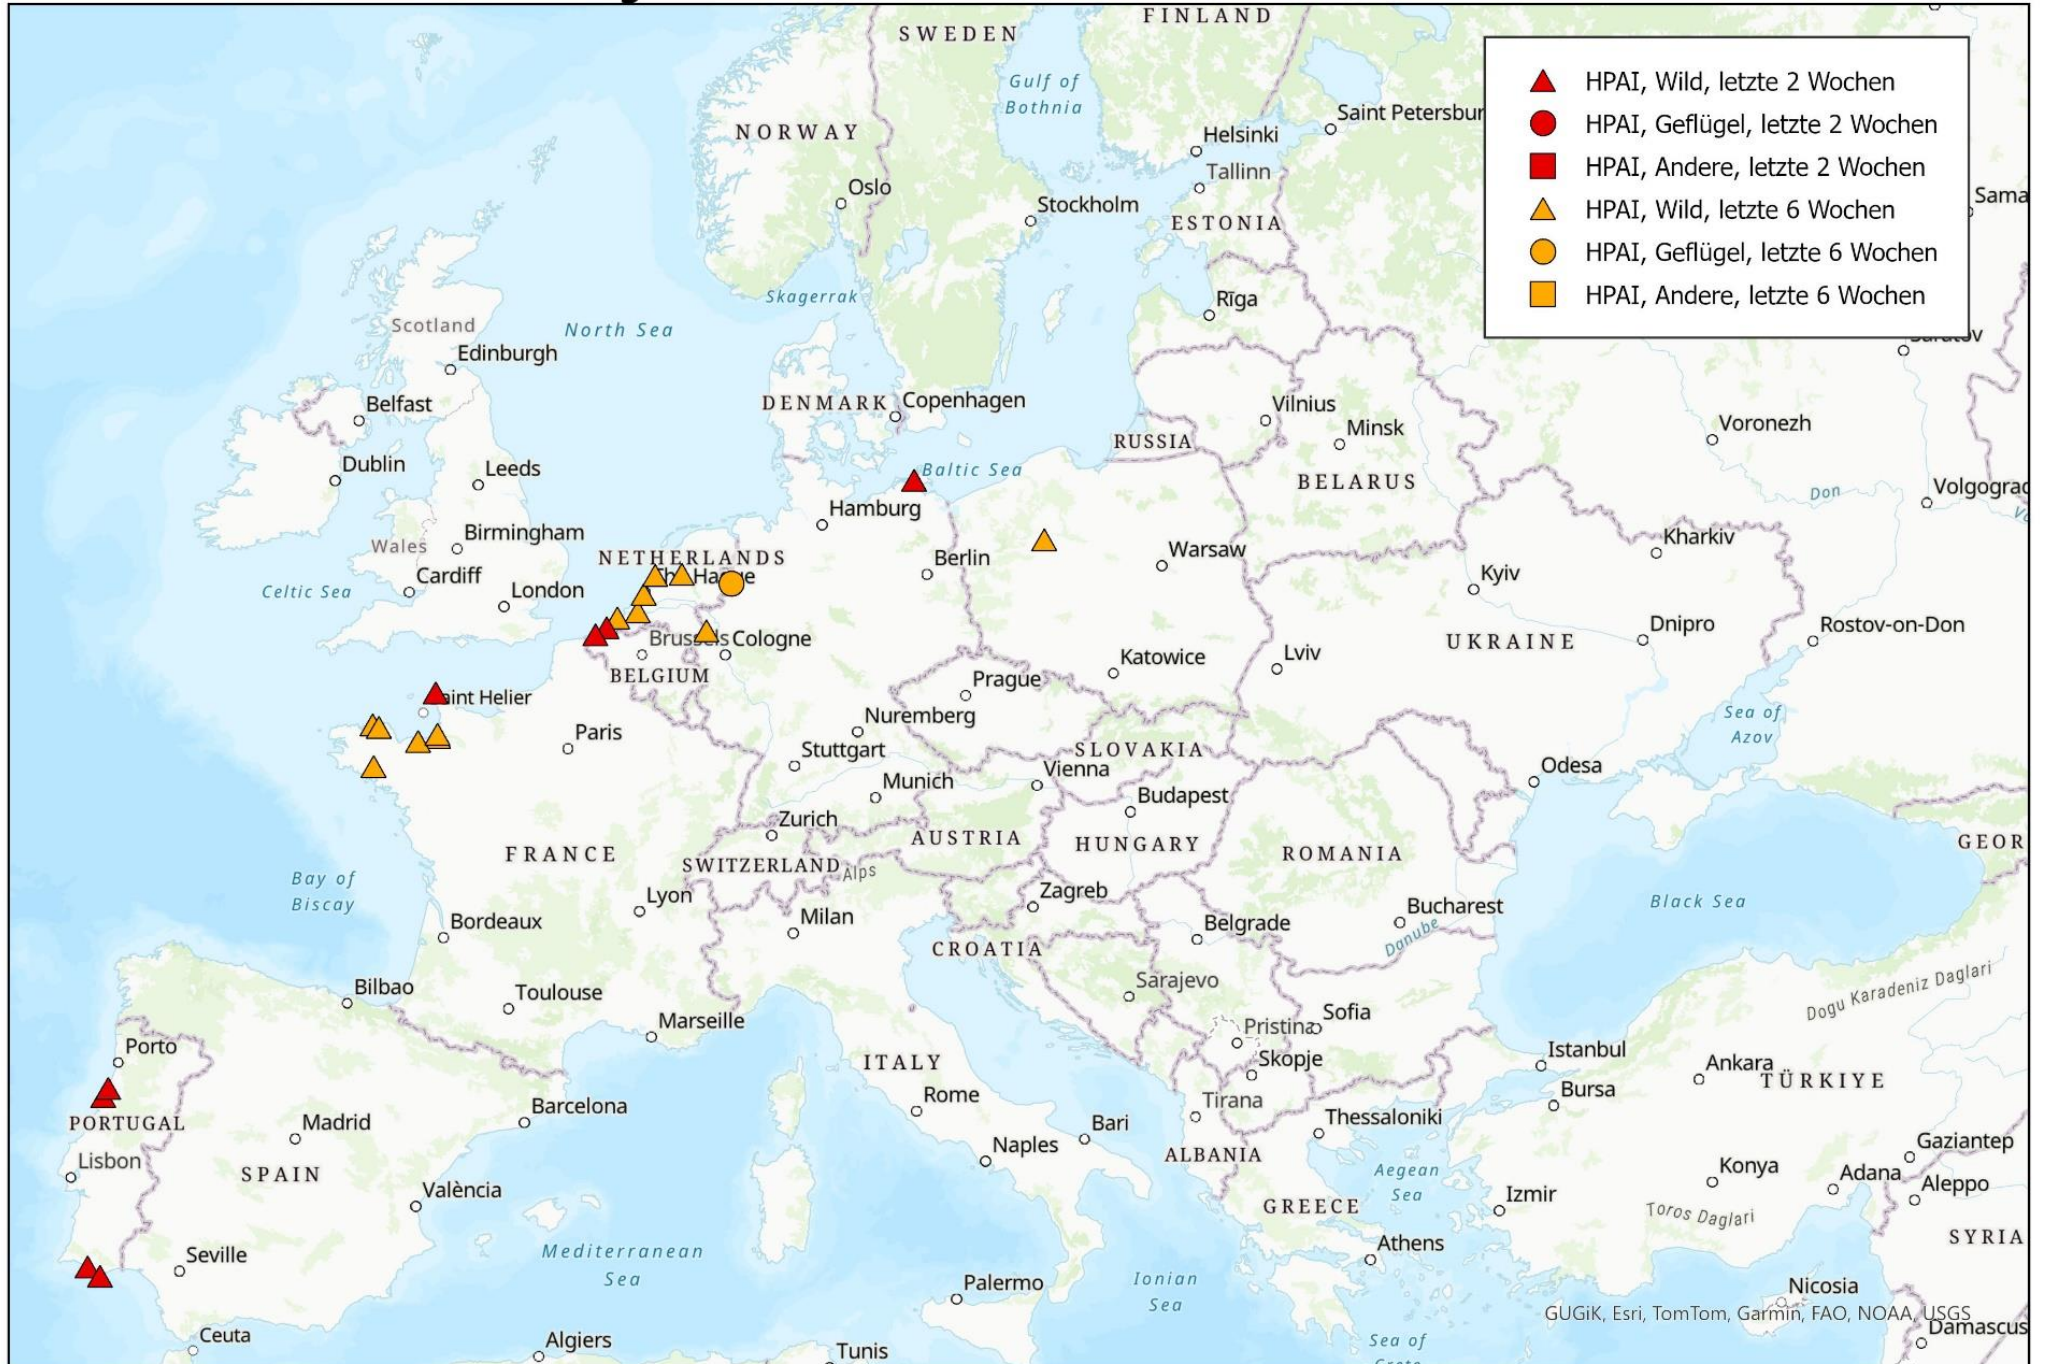 FINLAND
SWEDEN
Gulf of
Bothnia
NORWAY
Helsinki
Tallinn
Oslo
Stockholm
ESTONIA
Skagerrak
Rīga
Scotland
North Sea
Edinburgh
Belfast
DENMARK
Copenhagen
Vilnius
Minsk
RUSSIA
Voronezh
Dublin
Leeds
Baltic Sea
BELARUS
Don
Volgograd
Hamburg
Birmingham
Wales
Kharkiv
NETHERLANDS
Warsaw
Berlin
Cardiff
Celtic Sea
London
Kyiv
Dnipro
Rostov-on-Don
Brussels
Cologne
UKRAINE
Lviv
Katowice
BELGIUM
Prague
aint Helier
Nuremberg
Paris
Sea of
Azov
Stuttgart
SLOVAKIA
Vienna
Odesa
Munich
Budapest
Zurich
AUSTRIA
HUNGARY
FRANCE
ROMANIA
GEOR
SWITZERLAND
Alps
Bay of
Biscay
Lyon
Zagreb
Black Sea
Bordeaux
Milan
Belgrade
Bucharest
Danube
CROATIA
Sarajevo
Bilbao
Toulouse
Dogu Karadeniz Daglari
Marseille
Sofia
Pristina
Porto
Skopje
Istanbul
Ankara
ITALY
TÜRKIYE
Rome
Bursa
Barcelona
Tirana
PORTUGAL
Madrid
Bari
Thessaloniki
Gaziantep
Naples
ALBANIA
Lisbon
SPAIN
Aegean
Sea
Konya
Adana
Aleppo
València
Izmir
GREECE
Toros Daglari
SYRIA
Seville
Mediterranean
Sea
Athens
Palermo
Ionian
Sea
Nicosia
GUGiK, Esri, TomTom, Garmin, FAO, NOAA, USGS
Damascus
Ceuta
Algiers
Tunis
Sea of
HPAI, Wild, letzte 2 Wochen
HPAI, Geflügel, letzte 2 Wochen
HPAI, Andere, letzte 2 Wochen
HPAI, Wild, letzte 6 Wochen
HPAI, Geflügel, letzte 6 Wochen
HPAI, Andere, letzte 6 Wochen
Saint Petersbur
Sama